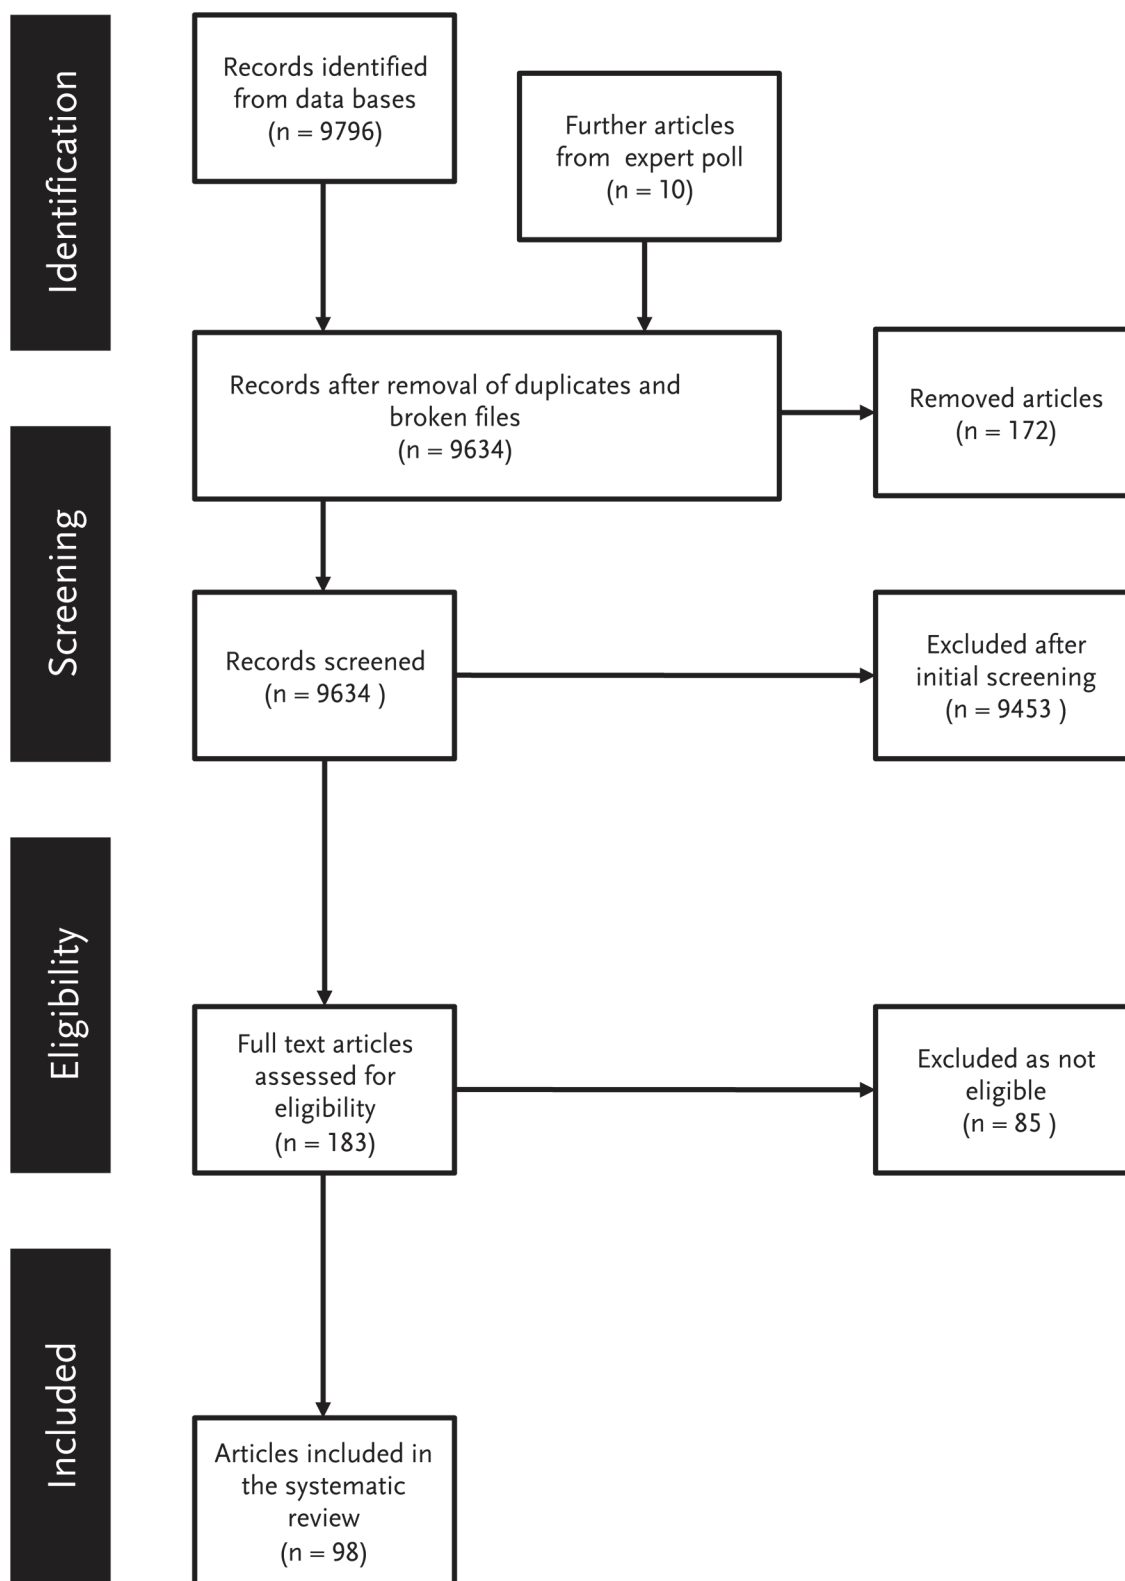 Identification
Records identified
from data bases
(n = 9796)
Further articles
from expert poll
(n = 10)
Records after removal of duplicates and
broken files
(n = 9634)
Removed articles
(n = 172)
Screening
Records screened
(n = 9634 )
Excluded after
initial screening
(n = 9453 )
Eligibility
Full text articles
assessed for
eligibility
(n = 183)
Excluded as not
eligible
(n = 85 )
Included
Articles included in
the systematic
review
(n = 98)